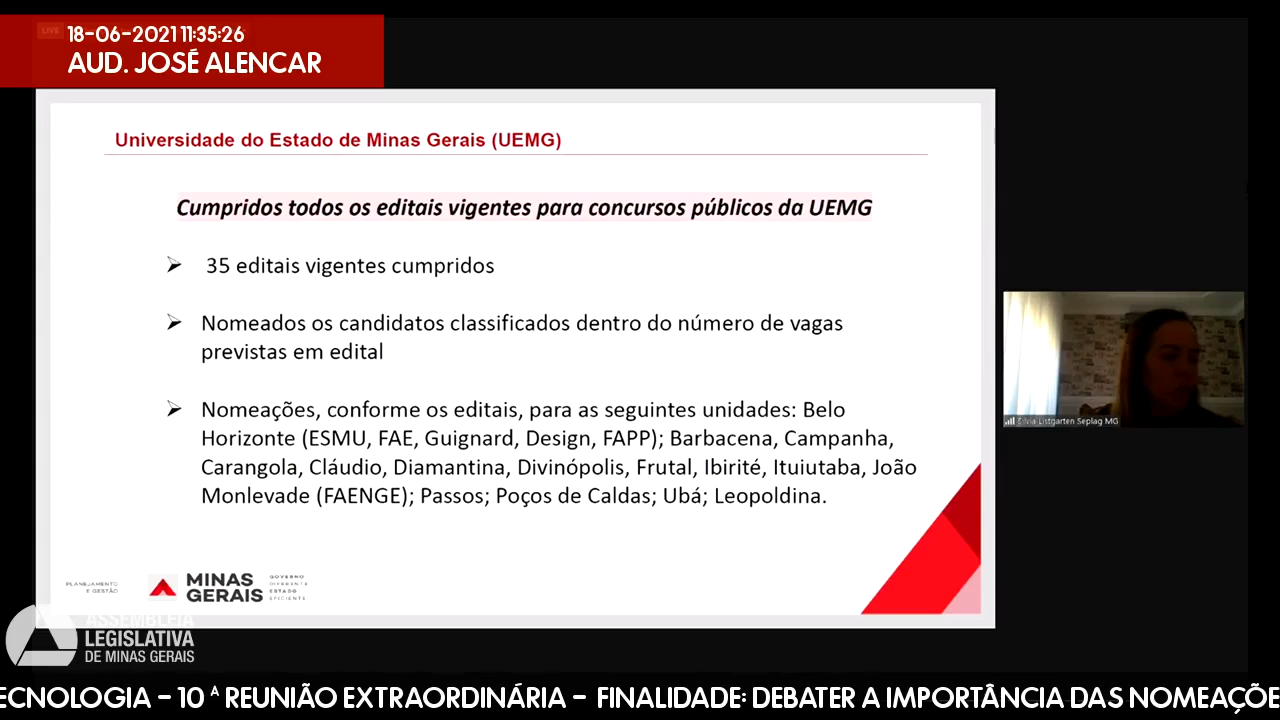 LIVE
18-06-2021 11:35:26
AUD. JOSÉ ALENCAR
Universidade do Estado de Minas Gerais (UEMG)
Cumpridos todos os editais vigentes para concursos públicos da UEMG
➢ 35 editais vigentes cumpridos
➢ Nomeados os candidatos classificados dentro do número de vagas
previstas em edital
➢ Nomeações, conforme os editais, para as seguintes unidades: Belo
Horizonte (ESMU, FAE, Guignard, Design, FAPP); Barbacena, Campanha,
Carangola, Cláudio, Diamantina, Divinópolis, Frutal, Ibirité, Ituiutaba, João
Monlevade (FAENGE); Passos; Poços de Caldas; Ubá; Leopoldina.
PLANEJAMENTO
E GESTÃO
MINAS
GERAIS
GOVERNO
DIFERENTE
ESTADO
EFICIENTE
Silvia Listgarten Seplag MG
ASSEMBLEIA
LEGISLATIVA
DE MINAS GERAIS
ECNOLOGIA - 10 ª REUNIÃO EXTRAORDINÁRIA - FINALIDADE: DEBATER A IMPORTÂNCIA DAS NOMEAÇÕE